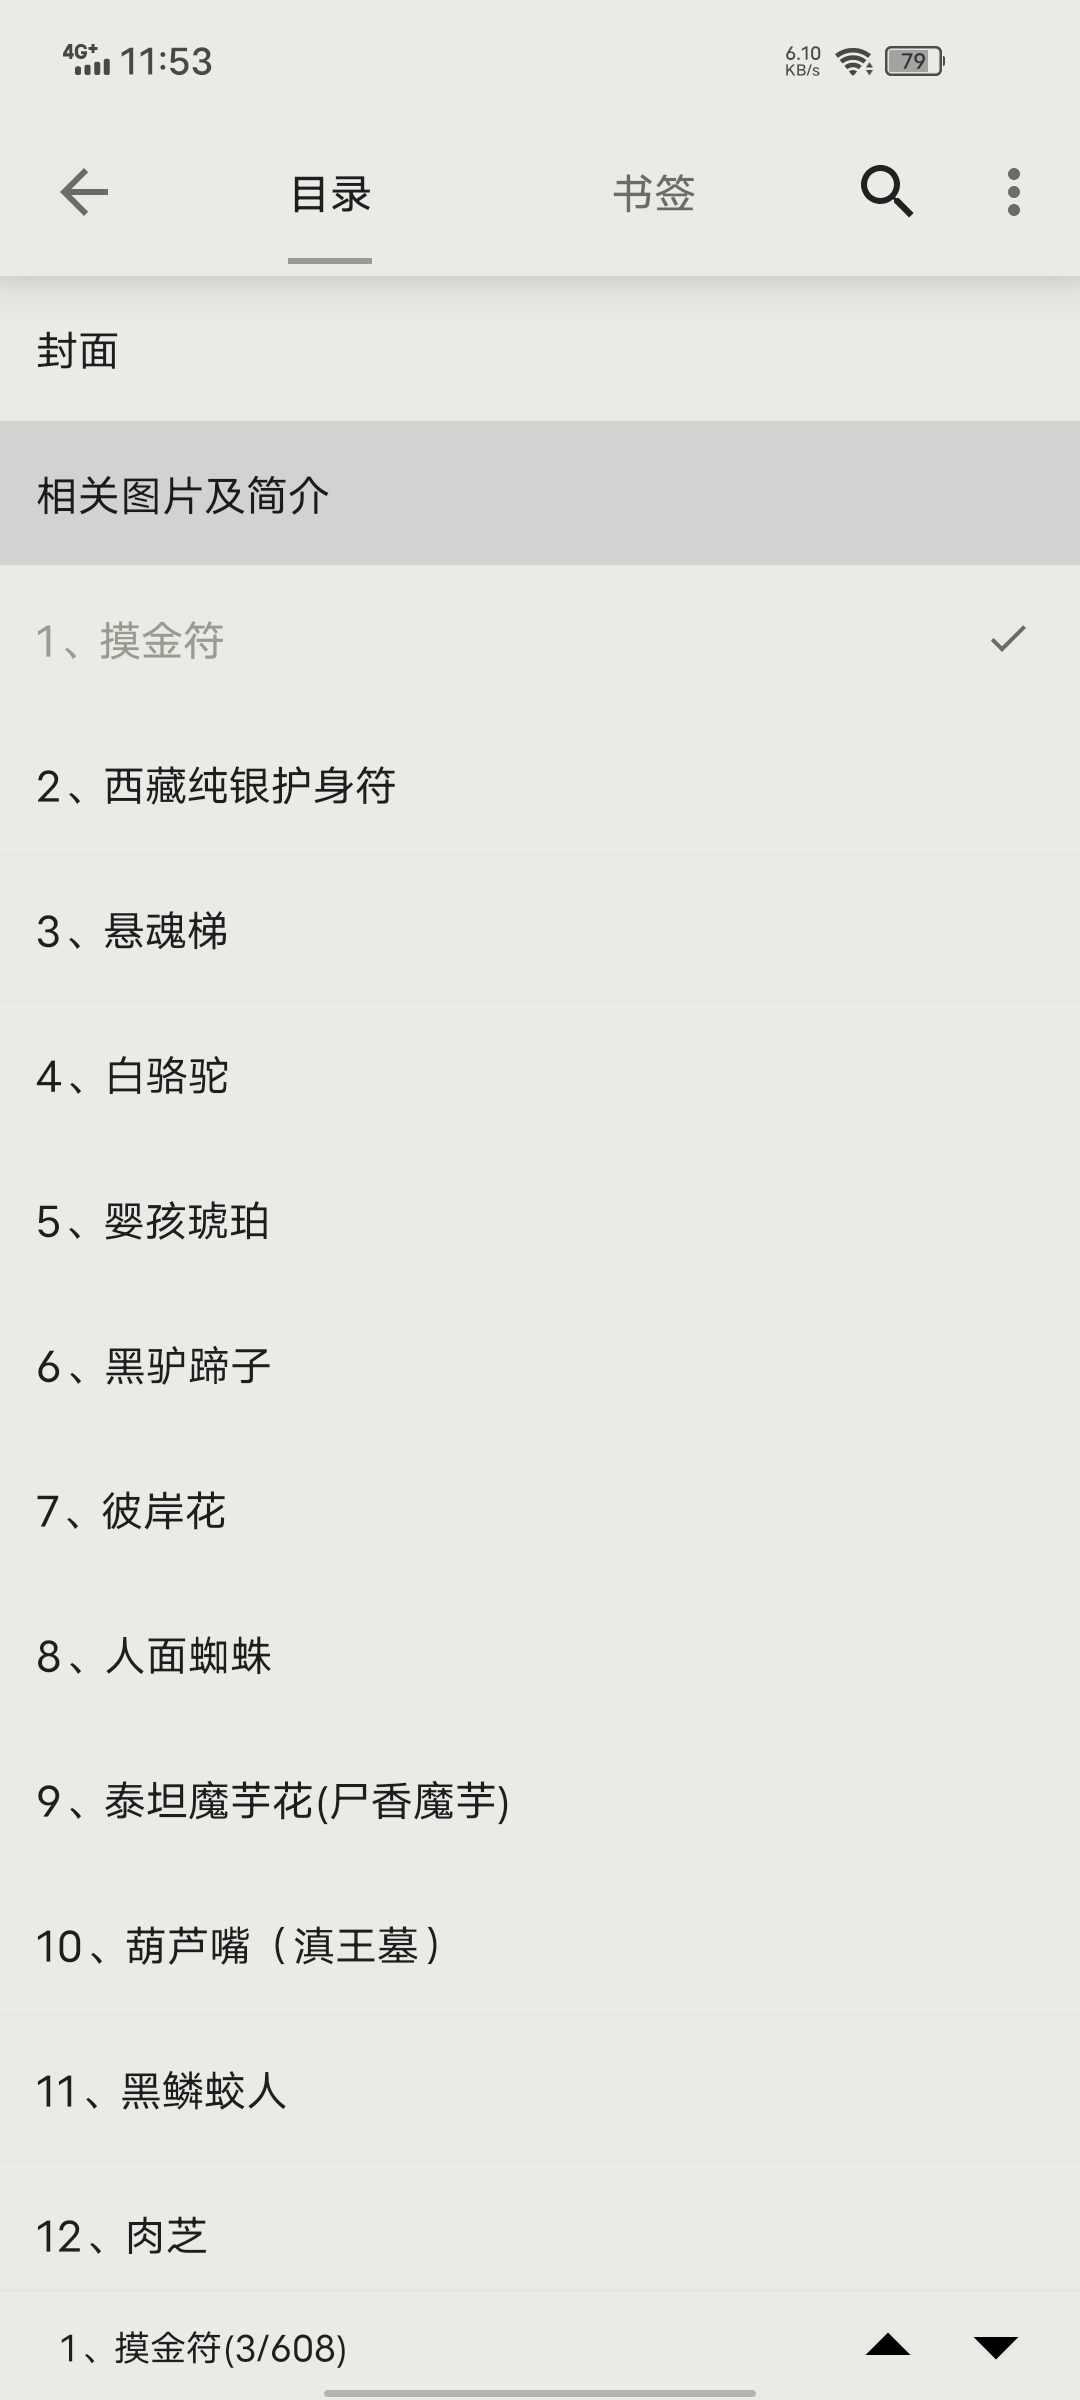 4G+ 11:53 6.10 KB/s 79
目录 书签
封面
相关图片及简介
1、摸金符
2、西藏纯银护身符
3、悬魂梯
4、白骆驼
5、婴孩琥珀
6、黑驴蹄子
7、彼岸花
8、人面蜘蛛
9、泰坦魔芋花(尸香魔芋)
10、葫芦嘴（滇王墓）
11、黑鳞蛟人
12、肉芝
1、摸金符(3/608)